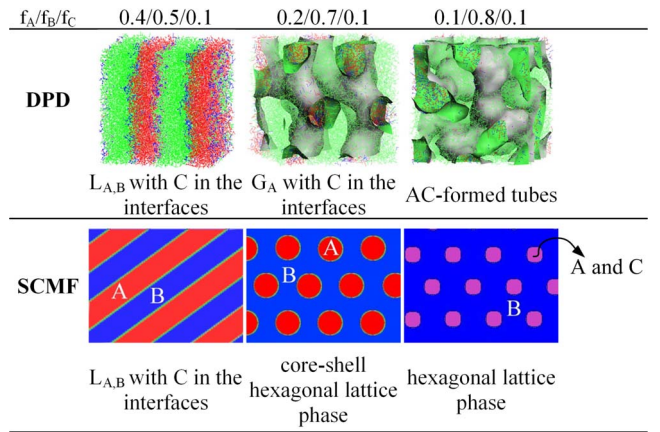 fA/fB/fC 0.4/0.5/0.1 0.2/0.7/0.1 0.1/0.8/0.1
DPD
LA,B with C in the
interfaces
GA with C in the
interfaces
AC-formed tubes
SCMF
A B
A
B
A and C
B
LA,B with C in the
interfaces
core-shell
hexagonal lattice
phase
hexagonal lattice
phase